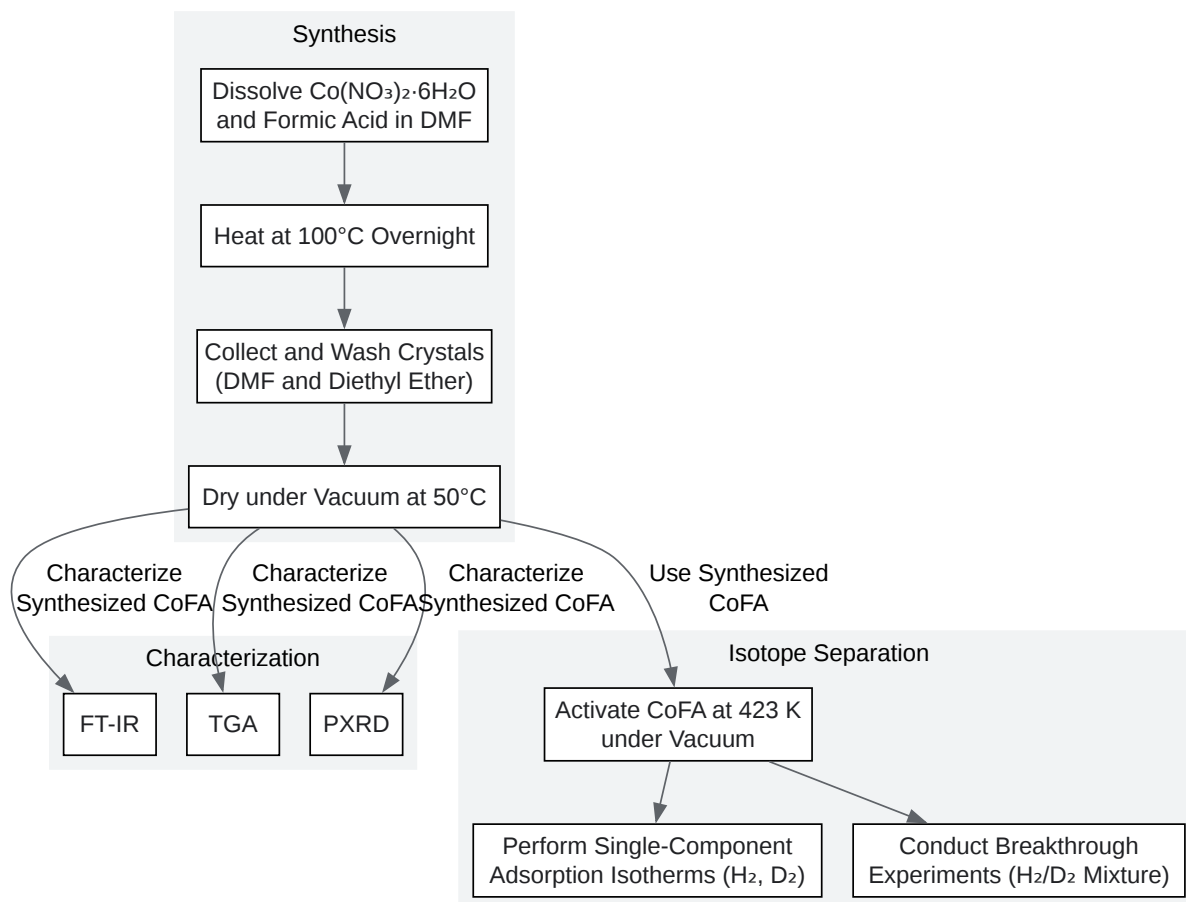 Synthesis
Dissolve Co(NO₃)₂·6H₂O
and Formic Acid in DMF
Heat at 100°C Overnight
Collect and Wash Crystals
(DMF and Diethyl Ether)
Dry under Vacuum at 50°C
Characterize
Synthesized CoFA
Characterize
Synthesized CoFA
Characterize
Synthesized CoFA
Use Synthesized
CoFA
Characterization
FT-IR
TGA
PXRD
Isotope Separation
Activate CoFA at 423 K
under Vacuum
Perform Single-Component
Adsorption Isotherms (H₂, D₂)
Conduct Breakthrough
Experiments (H₂/D₂ Mixture)